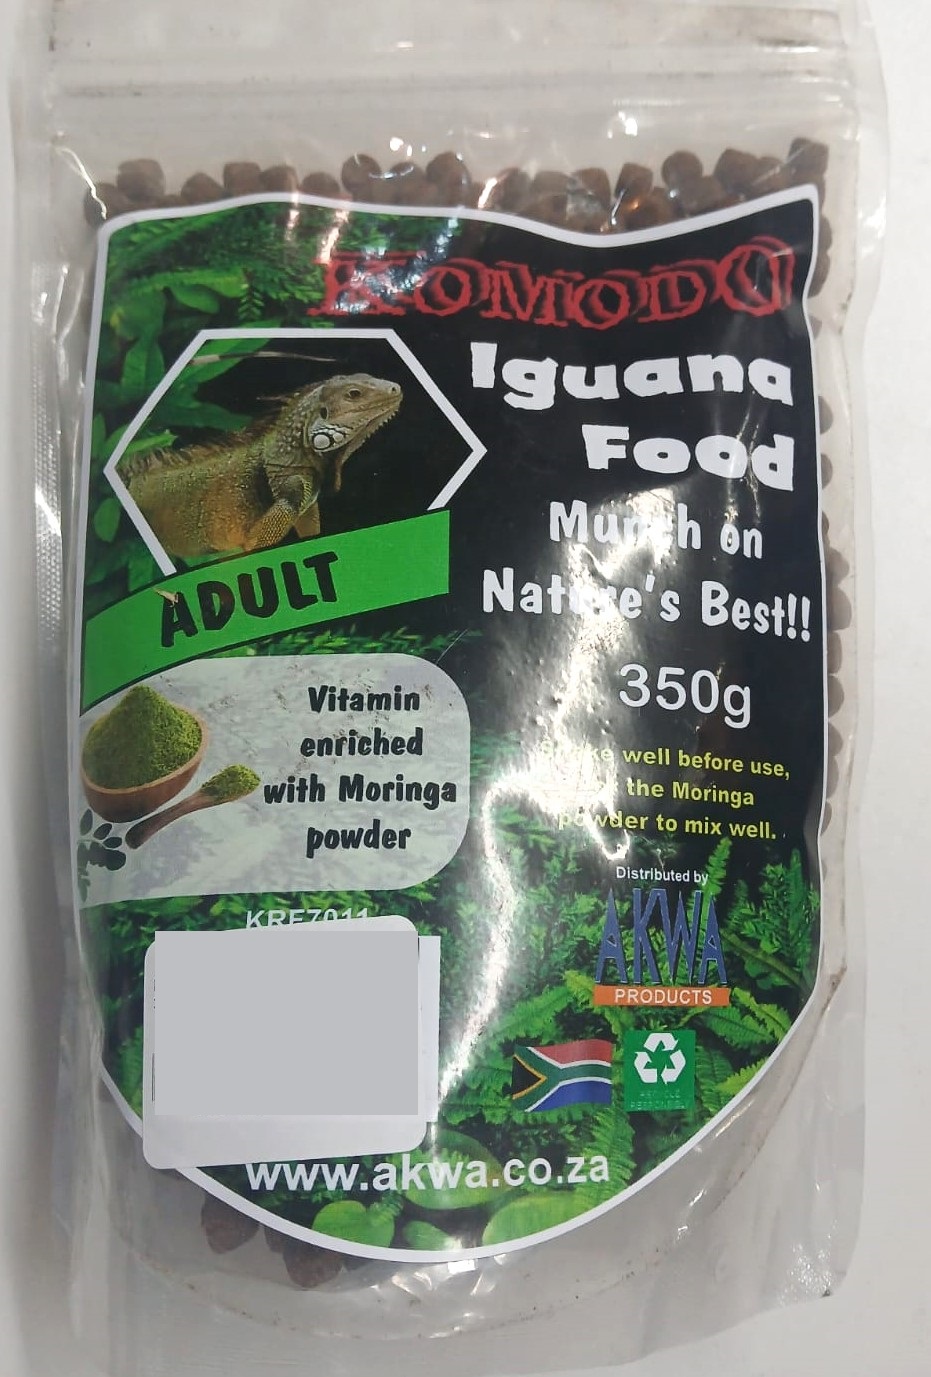 KOMODO
Iguana
Food
Munch on
Nature's Best!!
ADULT
350g
Vitamin
enriched
with Moringa
powder
Shake well before use,
the Moringa
powder to mix well.
Distributed by
AKWA
PRODUCTS
KRF7011
www.akwa.co.za